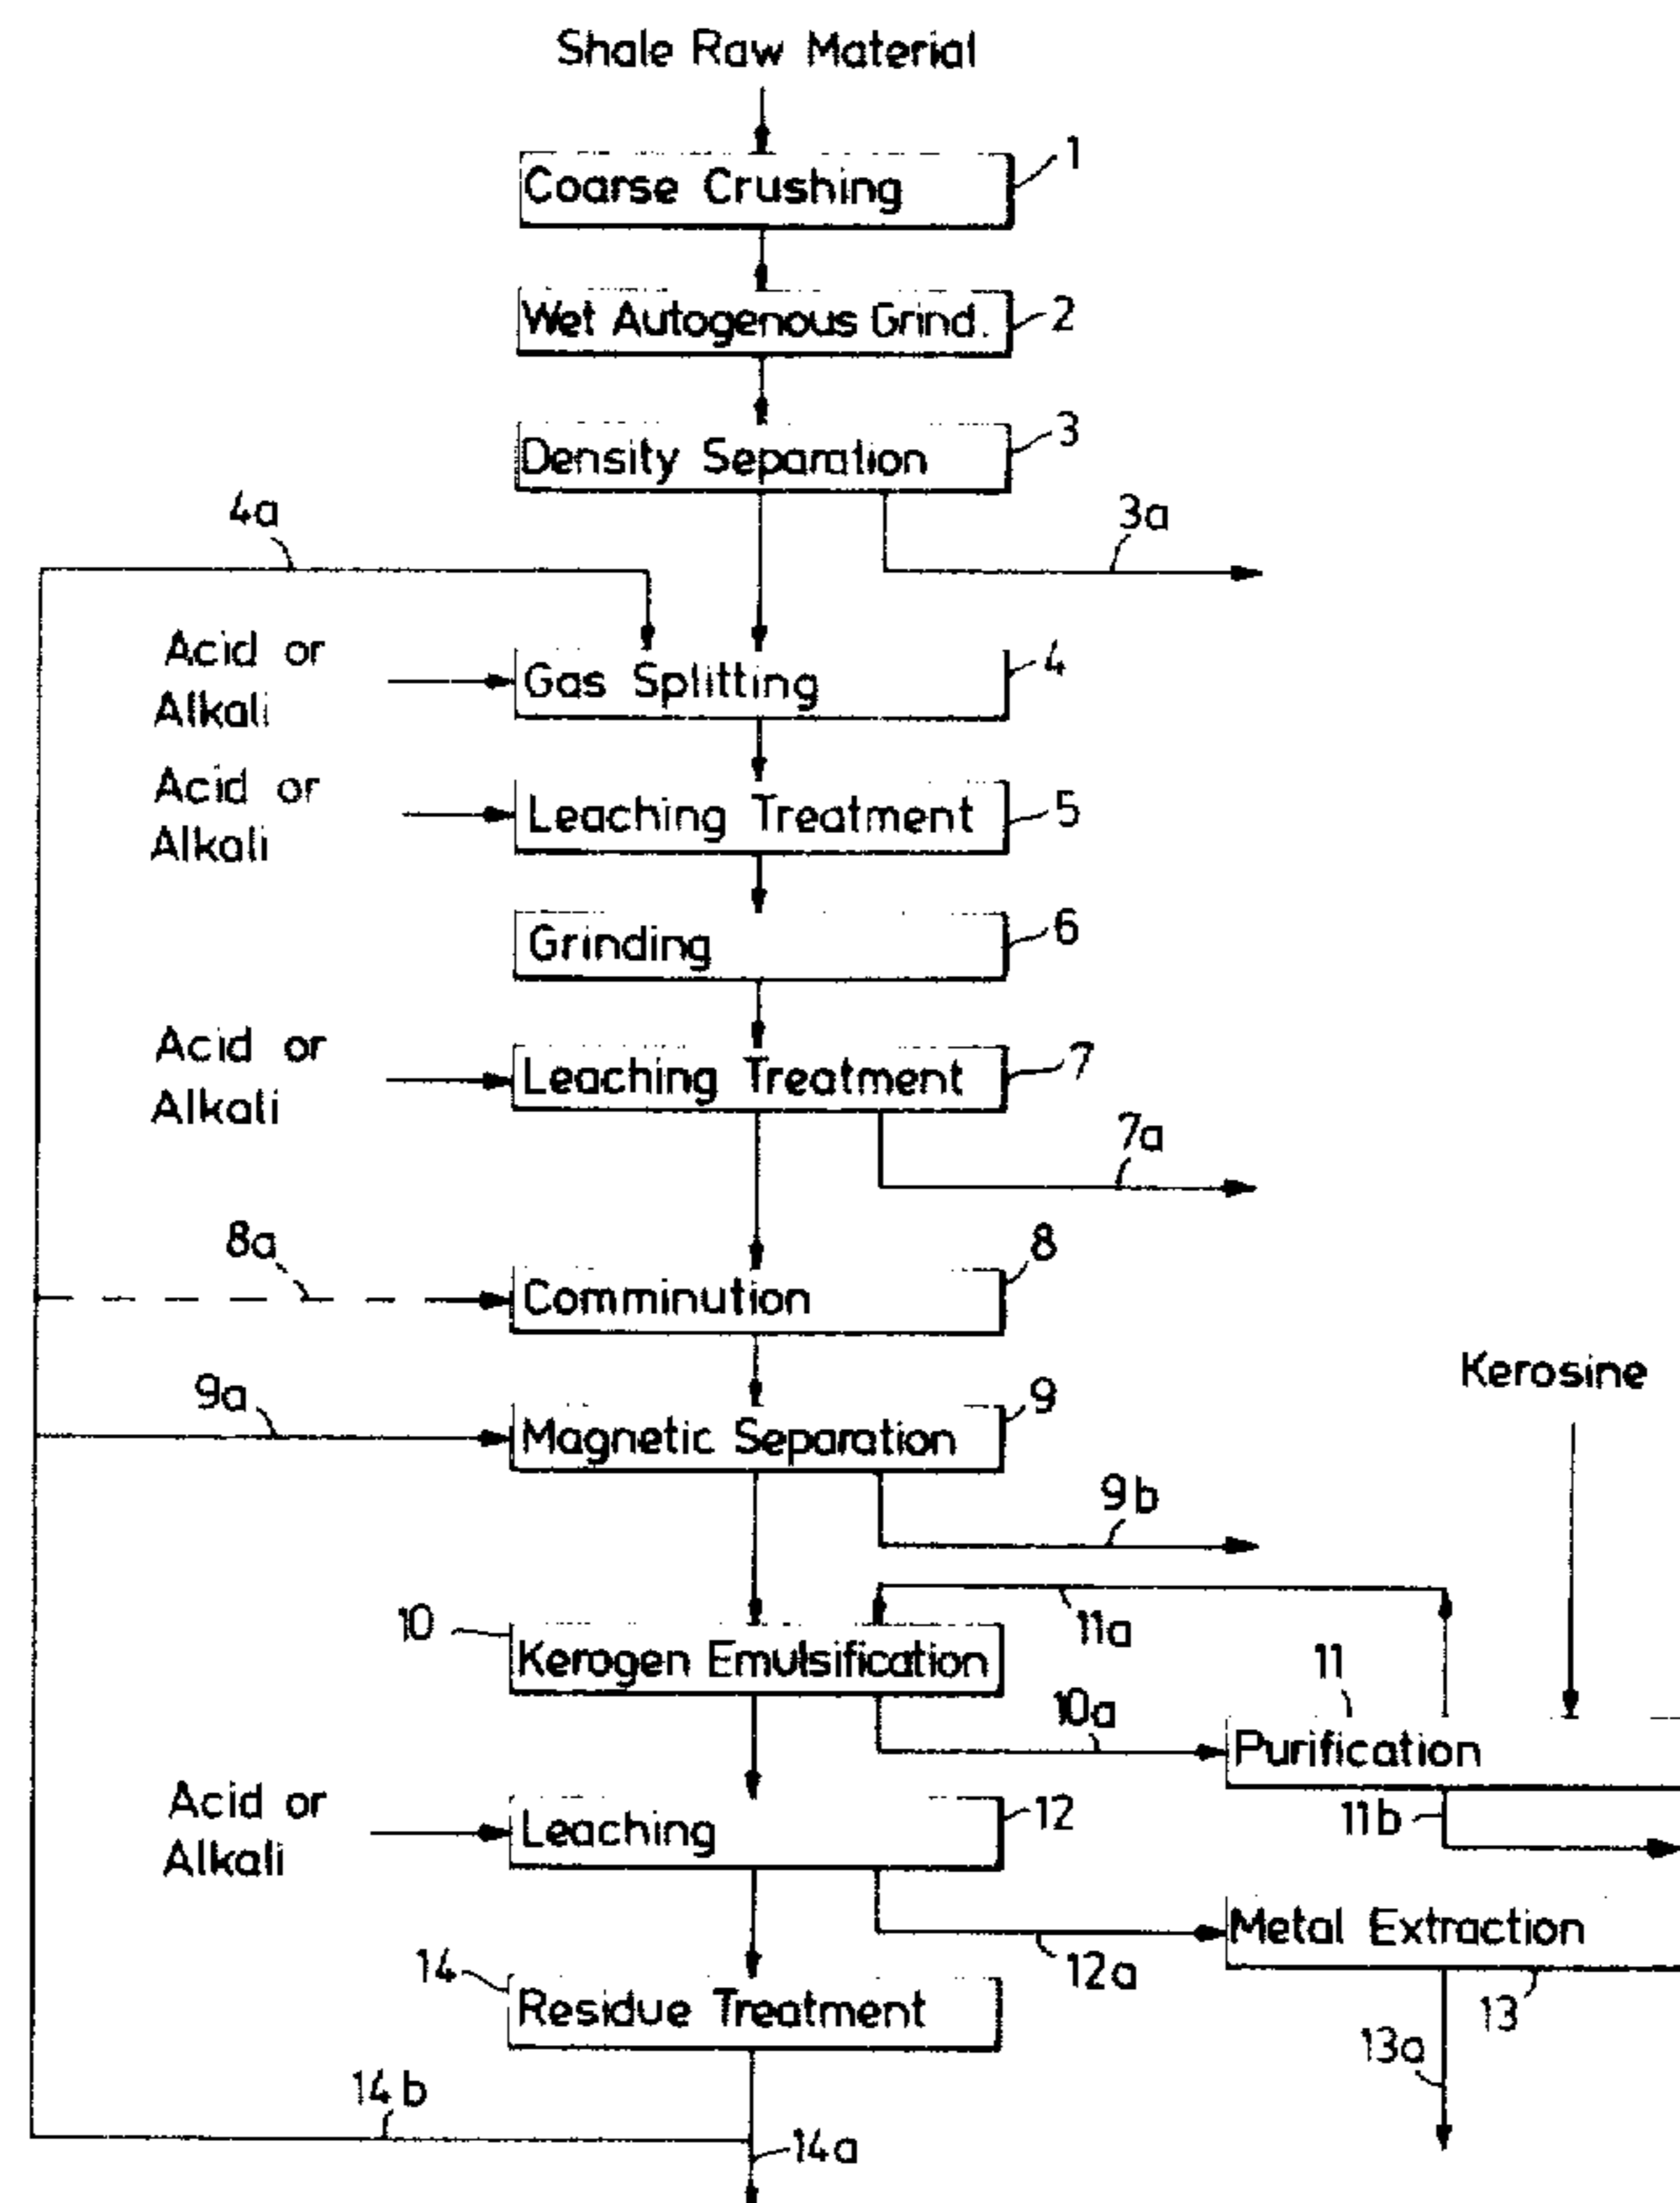 Shale Raw Material
1
Coarse Crushing
2
Wet Autogenous Grind.
3
Density Separation
4a
3a
Acid or
Alkali
4
Gas Splitting
Acid or
Alkali
5
Leaching Treatment
6
Grinding
Acid or
Alkali
7
Leaching Treatment
7a
8a
8
Comminution
Kerosine
9a
9
Magnetic Separation
9b
10
11a
Kerogen Emulsification
11
10a
Purification
Acid or
Alkali
12
11b
Leaching
Metal Extraction
14
12a
Residue Treatment
13
13a
14b
14a